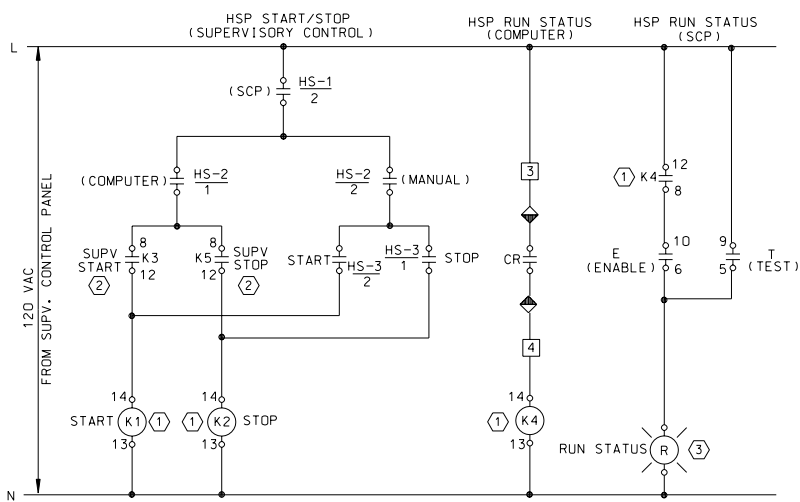 HSP START/STOP
(SUPERVISORY CONTROL)
HSP RUN STATUS
(COMPUTER)
HSP RUN STATUS
(SCP)
L
(SCP) HS-1
2
3
12
1 K4
8
(COMPUTER) HS-2
1
HS-2 (MANUAL)
2
8
SUPV START K3
12
2
8
K5 SUPV STOP
12
2
START HS-3
2
HS-3 STOP
1
CR
10
E
(ENABLE) 6
9
T
5 (TEST)
120 VAC
FROM SUPV. CONTROL PANEL
4
14
START K1 1
13
14
1 K2 STOP
13
14
1 K4
13
RUN STATUS R 3
N